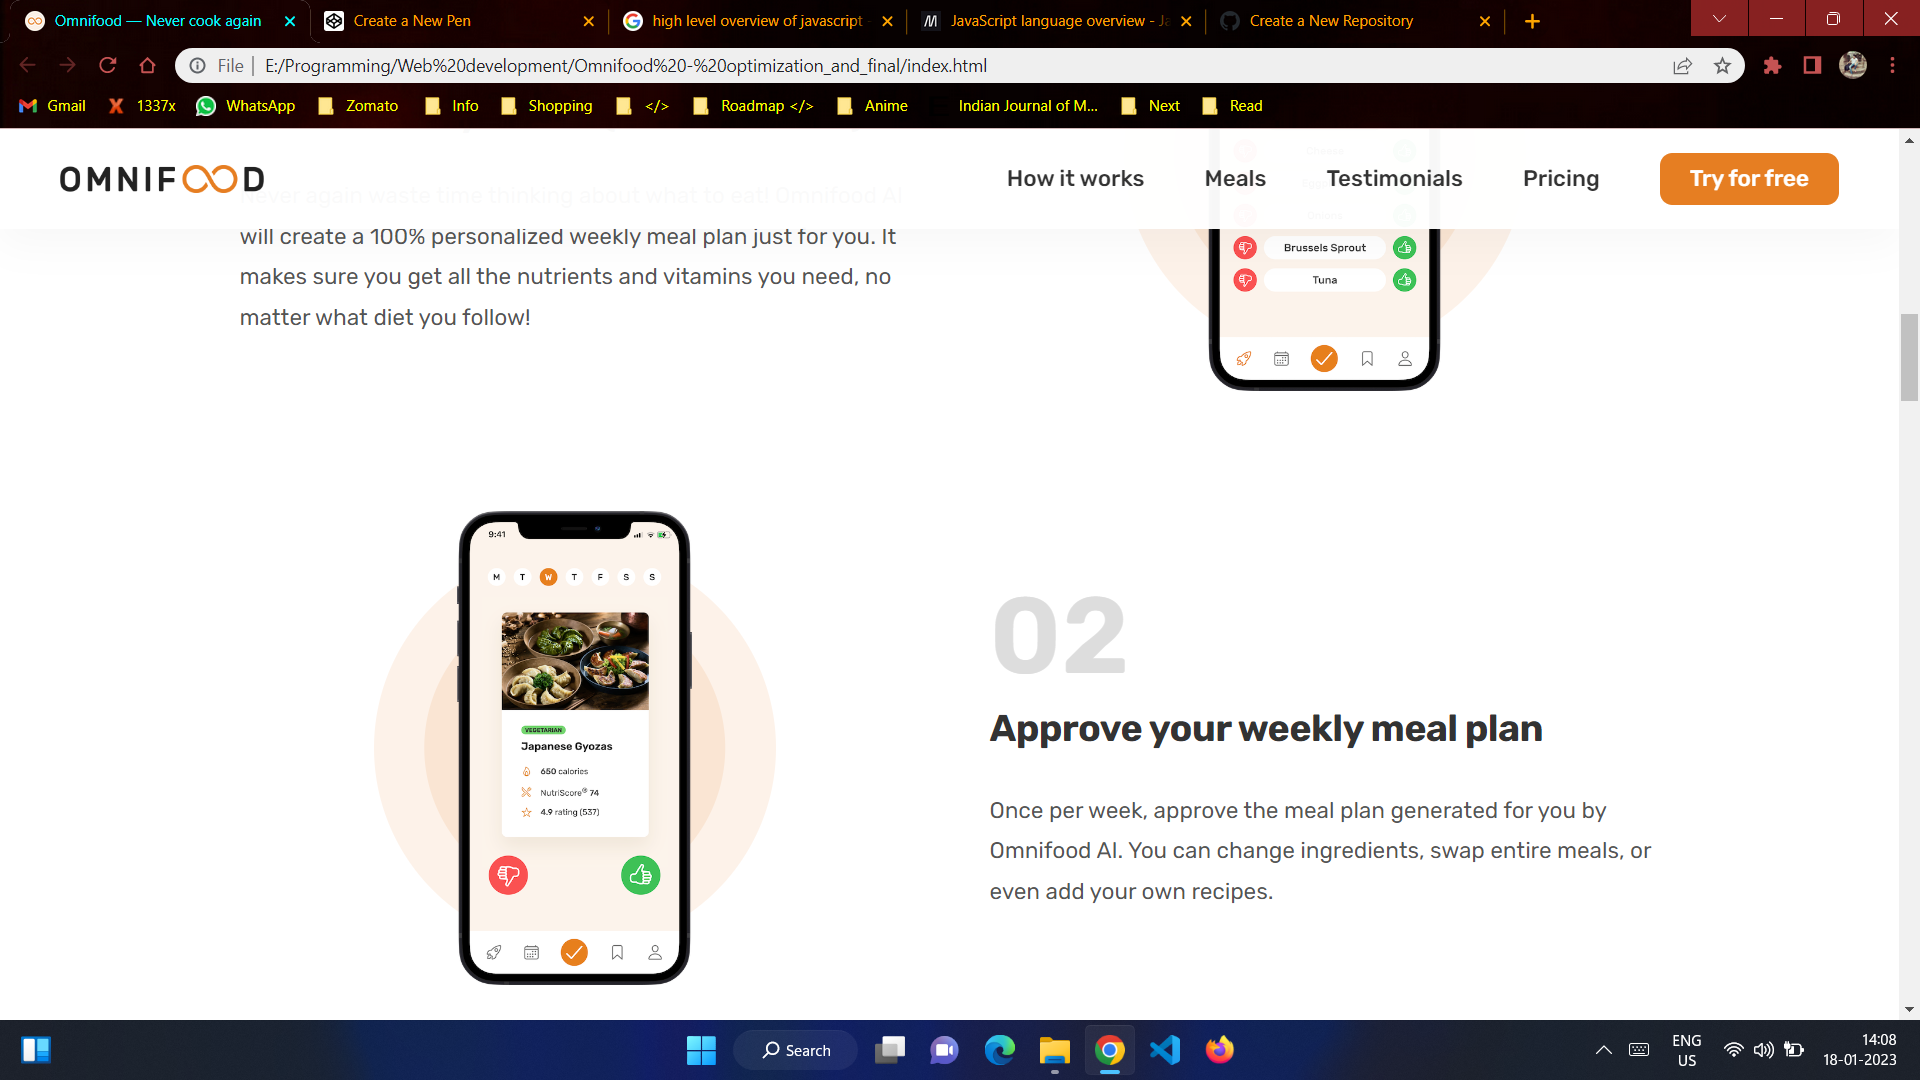 Omnifood — Never cook again
Create a New Pen
high level overview of javascript
JavaScript language overview - Ja
Create a New Repository
File
E:/Programming/Web%20development/Omnifood%20-%20optimization_and_final/index.html
Gmail
1337x
WhatsApp
Zomato
Info
Shopping
</>
Roadmap </>
Anime
Indian Journal of M...
Next
Read
OMNIFOOD
How it works
Meals
Testimonials
Pricing
Try for free
Never again waste time thinking about what to eat! Omnifood AI
will create a 100% personalized weekly meal plan just for you. It
makes sure you get all the nutrients and vitamins you need, no
matter what diet you follow!
Brussels Sprout
Tuna
9:41
M T W T F S S
VEGETARIAN
Japanese Gyozas
650 calories
NutriScore® 74
4.9 rating (537)
02
Approve your weekly meal plan
Once per week, approve the meal plan generated for you by
Omnifood AI. You can change ingredients, swap entire meals, or
even add your own recipes.
Search
ENG
US
14:08
18-01-2023